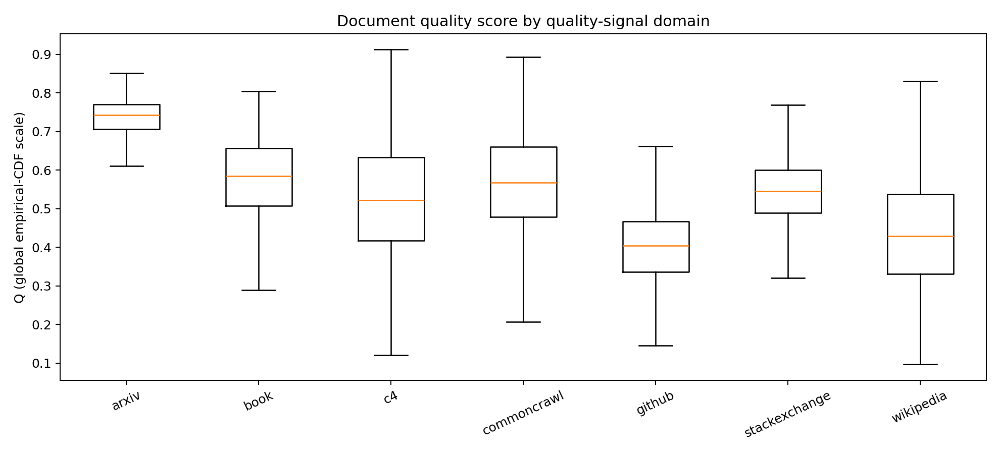 Document quality score by quality-signal domain
Q (global empirical-CDF scale)
0.9
0.8
0.7
0.6
0.5
0.4
0.3
0.2
0.1
arxiv
book
c4
commoncrawl
github
stackexchange
wikipedia